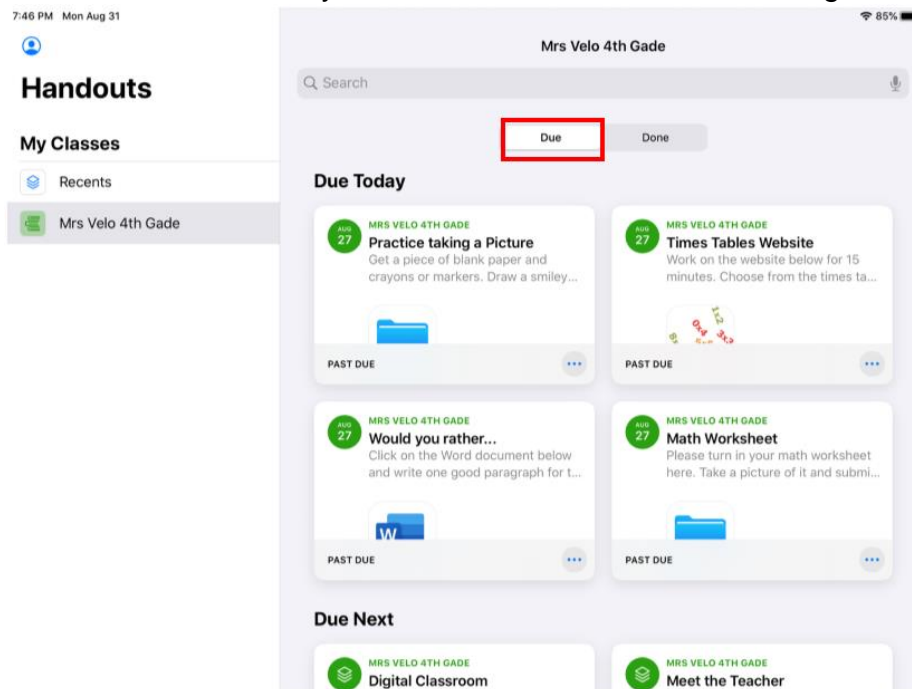 7:46 PM Mon Aug 31
85%
Handouts
My Classes
Recents
Mrs Velo 4th Gade
Mrs Velo 4th Gade
Search
Due
Done
Due Today
AUG
27
MRS VELO 4TH GADE
Practice taking a Picture
Get a piece of blank paper and
crayons or markers. Draw a smiley...
PAST DUE
AUG
27
MRS VELO 4TH GADE
Times Tables Website
Work on the website below for 15
minutes. Choose from the times ta...
1x2
0x4
3x3
PAST DUE
AUG
27
MRS VELO 4TH GADE
Would you rather...
Click on the Word document below
and write one good paragraph for t...
W
PAST DUE
AUG
27
MRS VELO 4TH GADE
Math Worksheet
Please turn in your math worksheet
here. Take a picture of it and submi...
PAST DUE
Due Next
MRS VELO 4TH GADE
Digital Classroom
MRS VELO 4TH GADE
Meet the Teacher